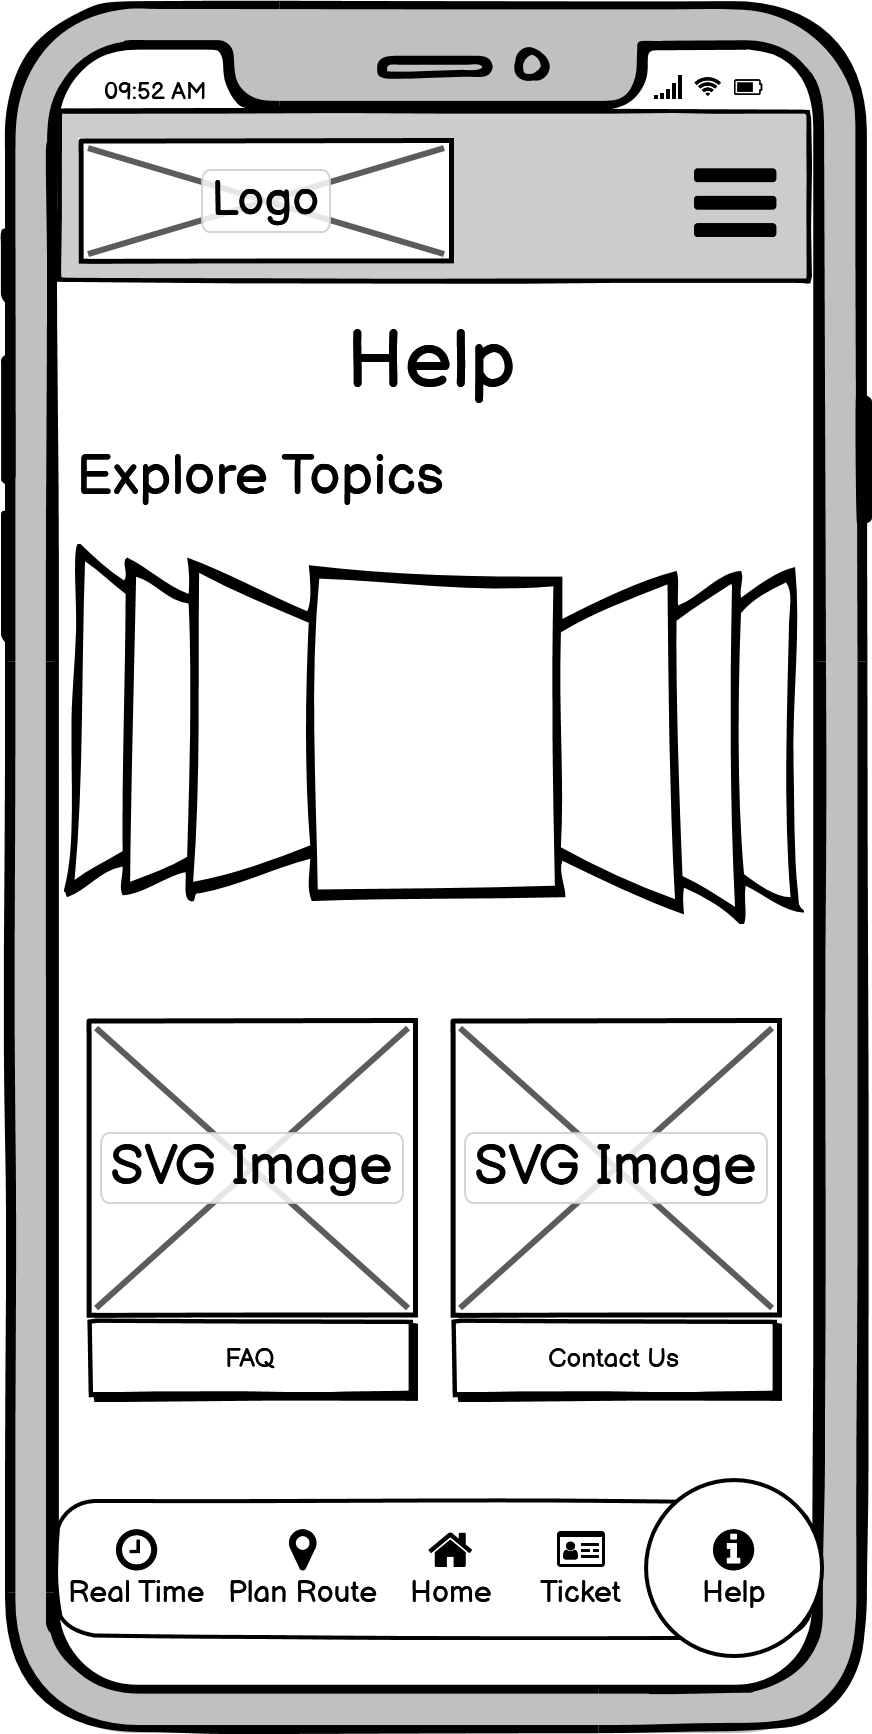 09:52 AM
Logo
Help
Explore Topics
SVG Image
SVG Image
FAQ
Contact Us
Real Time
Plan Route
Home
Ticket
Help